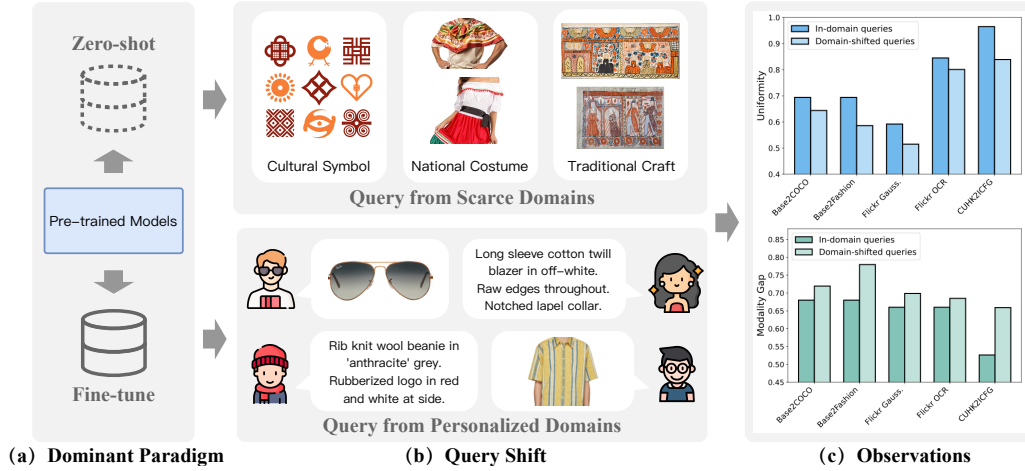 Zero-shot
Pre-trained Models
Fine-tune
(a) Dominant Paradigm
Cultural Symbol
National Costume
Traditional Craft
Query from Scarce Domains
Long sleeve cotton twill
blazer in off-white.
Raw edges throughout.
Notched lapel collar.
Rib knit wool beanie in
'anthracite' grey.
Rubberized logo in red
and white at side.
Query from Personalized Domains
(b) Query Shift
In-domain queries
Domain-shifted queries
Uniformity
1.0
0.9
0.8
0.7
0.6
0.5
0.4
Base2COCO
Base2Fashion
Flickr Gauss.
Flickr OCR
CUHK2ICFG
In-domain queries
Domain-shifted queries
Modality Gap
0.85
0.80
0.75
0.70
0.65
0.60
0.55
0.50
0.45
Base2COCO
Base2Fashion
Flickr Gauss.
Flickr OCR
CUHK2ICFG
(c) Observations